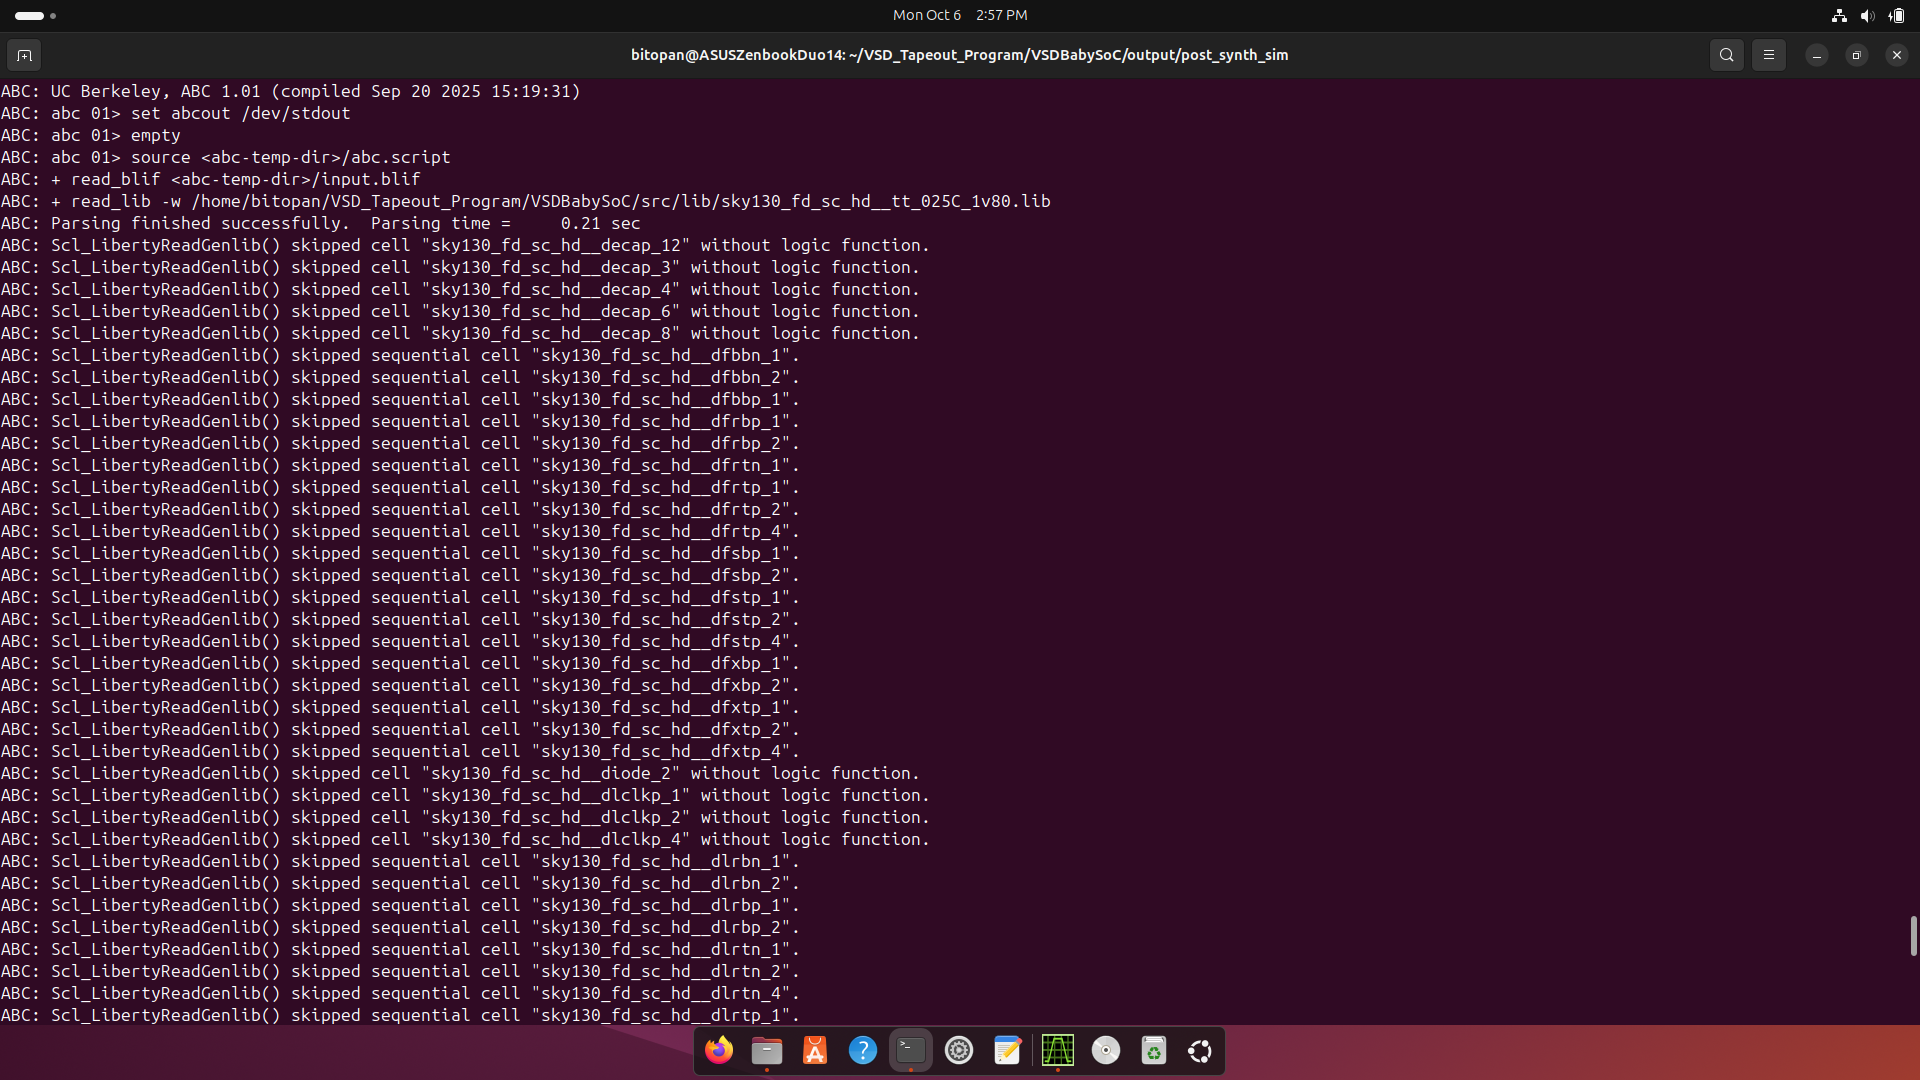 Mon Oct 6 2:57 PM
bitopan@ASUSZenbookDuo14: ~/VSD_Tapeout_Program/VSDBabySoC/output/post_synth_sim
ABC: UC Berkeley, ABC 1.01 (compiled Sep 20 2025 15:19:31)
ABC: abc 01> set abcout /dev/stdout
ABC: abc 01> empty
ABC: abc 01> source <abc-temp-dir>/abc.script
ABC: + read_blif <abc-temp-dir>/input.blif
ABC: + read_lib -w /home/bitopan/VSD_Tapeout_Program/VSDBabySoC/src/lib/sky130_fd_sc_hd__tt_025C_1v80.lib
ABC: Parsing finished successfully.  Parsing time =     0.21 sec
ABC: Scl_LibertyReadGenlib() skipped cell "sky130_fd_sc_hd__decap_12" without logic function.
ABC: Scl_LibertyReadGenlib() skipped cell "sky130_fd_sc_hd__decap_3" without logic function.
ABC: Scl_LibertyReadGenlib() skipped cell "sky130_fd_sc_hd__decap_4" without logic function.
ABC: Scl_LibertyReadGenlib() skipped cell "sky130_fd_sc_hd__decap_6" without logic function.
ABC: Scl_LibertyReadGenlib() skipped cell "sky130_fd_sc_hd__decap_8" without logic function.
ABC: Scl_LibertyReadGenlib() skipped sequential cell "sky130_fd_sc_hd__dfbbn_1".
ABC: Scl_LibertyReadGenlib() skipped sequential cell "sky130_fd_sc_hd__dfbbn_2".
ABC: Scl_LibertyReadGenlib() skipped sequential cell "sky130_fd_sc_hd__dfbbp_1".
ABC: Scl_LibertyReadGenlib() skipped sequential cell "sky130_fd_sc_hd__dfrbp_1".
ABC: Scl_LibertyReadGenlib() skipped sequential cell "sky130_fd_sc_hd__dfrbp_2".
ABC: Scl_LibertyReadGenlib() skipped sequential cell "sky130_fd_sc_hd__dfrtn_1".
ABC: Scl_LibertyReadGenlib() skipped sequential cell "sky130_fd_sc_hd__dfrtp_1".
ABC: Scl_LibertyReadGenlib() skipped sequential cell "sky130_fd_sc_hd__dfrtp_2".
ABC: Scl_LibertyReadGenlib() skipped sequential cell "sky130_fd_sc_hd__dfrtp_4".
ABC: Scl_LibertyReadGenlib() skipped sequential cell "sky130_fd_sc_hd__dfsbp_1".
ABC: Scl_LibertyReadGenlib() skipped sequential cell "sky130_fd_sc_hd__dfsbp_2".
ABC: Scl_LibertyReadGenlib() skipped sequential cell "sky130_fd_sc_hd__dfstp_1".
ABC: Scl_LibertyReadGenlib() skipped sequential cell "sky130_fd_sc_hd__dfstp_2".
ABC: Scl_LibertyReadGenlib() skipped sequential cell "sky130_fd_sc_hd__dfstp_4".
ABC: Scl_LibertyReadGenlib() skipped sequential cell "sky130_fd_sc_hd__dfxbp_1".
ABC: Scl_LibertyReadGenlib() skipped sequential cell "sky130_fd_sc_hd__dfxbp_2".
ABC: Scl_LibertyReadGenlib() skipped sequential cell "sky130_fd_sc_hd__dfxtp_1".
ABC: Scl_LibertyReadGenlib() skipped sequential cell "sky130_fd_sc_hd__dfxtp_2".
ABC: Scl_LibertyReadGenlib() skipped sequential cell "sky130_fd_sc_hd__dfxtp_4".
ABC: Scl_LibertyReadGenlib() skipped cell "sky130_fd_sc_hd__diode_2" without logic function.
ABC: Scl_LibertyReadGenlib() skipped cell "sky130_fd_sc_hd__dlclkp_1" without logic function.
ABC: Scl_LibertyReadGenlib() skipped cell "sky130_fd_sc_hd__dlclkp_2" without logic function.
ABC: Scl_LibertyReadGenlib() skipped cell "sky130_fd_sc_hd__dlclkp_4" without logic function.
ABC: Scl_LibertyReadGenlib() skipped sequential cell "sky130_fd_sc_hd__dlrbn_1".
ABC: Scl_LibertyReadGenlib() skipped sequential cell "sky130_fd_sc_hd__dlrbn_2".
ABC: Scl_LibertyReadGenlib() skipped sequential cell "sky130_fd_sc_hd__dlrbp_1".
ABC: Scl_LibertyReadGenlib() skipped sequential cell "sky130_fd_sc_hd__dlrbp_2".
ABC: Scl_LibertyReadGenlib() skipped sequential cell "sky130_fd_sc_hd__dlrtn_1".
ABC: Scl_LibertyReadGenlib() skipped sequential cell "sky130_fd_sc_hd__dlrtn_2".
ABC: Scl_LibertyReadGenlib() skipped sequential cell "sky130_fd_sc_hd__dlrtn_4".
ABC: Scl_LibertyReadGenlib() skipped sequential cell "sky130_fd_sc_hd__dlrtp_1".